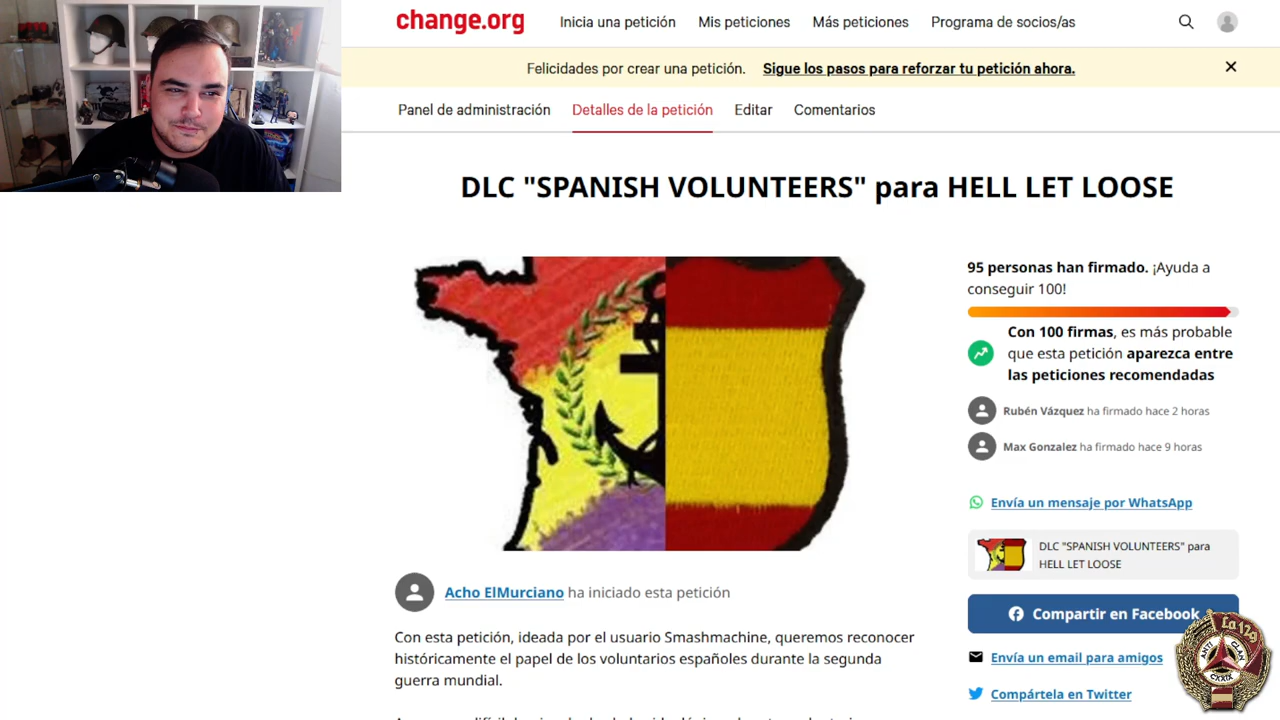 change.org
Inicia una petición
Mis peticiones
Más peticiones
Programa de socios/as
Felicidades por crear una petición. Sigue los pasos para reforzar tu petición ahora.
Panel de administración
Detalles de la petición
Editar
Comentarios
DLC "SPANISH VOLUNTEERS" para HELL LET LOOSE
95 personas han firmado. ¡Ayuda a
conseguir 100!
Con 100 firmas, es más probable
que esta petición aparezca entre
las peticiones recomendadas
Rubén Vázquez ha firmado hace 2 horas
Max Gonzalez ha firmado hace 9 horas
Envía un mensaje por WhatsApp
DLC "SPANISH VOLUNTEERS" para
HELL LET LOOSE
Compartir en Facebook
Envía un email para amigos
Compártela en Twitter
Acho ElMurciano ha iniciado esta petición
Con esta petición, ideada por el usuario Smashmachine, queremos reconocer
históricamente el papel de los voluntarios españoles durante la segunda
guerra mundial.
La 129
ANTI CLAN
CXXIX